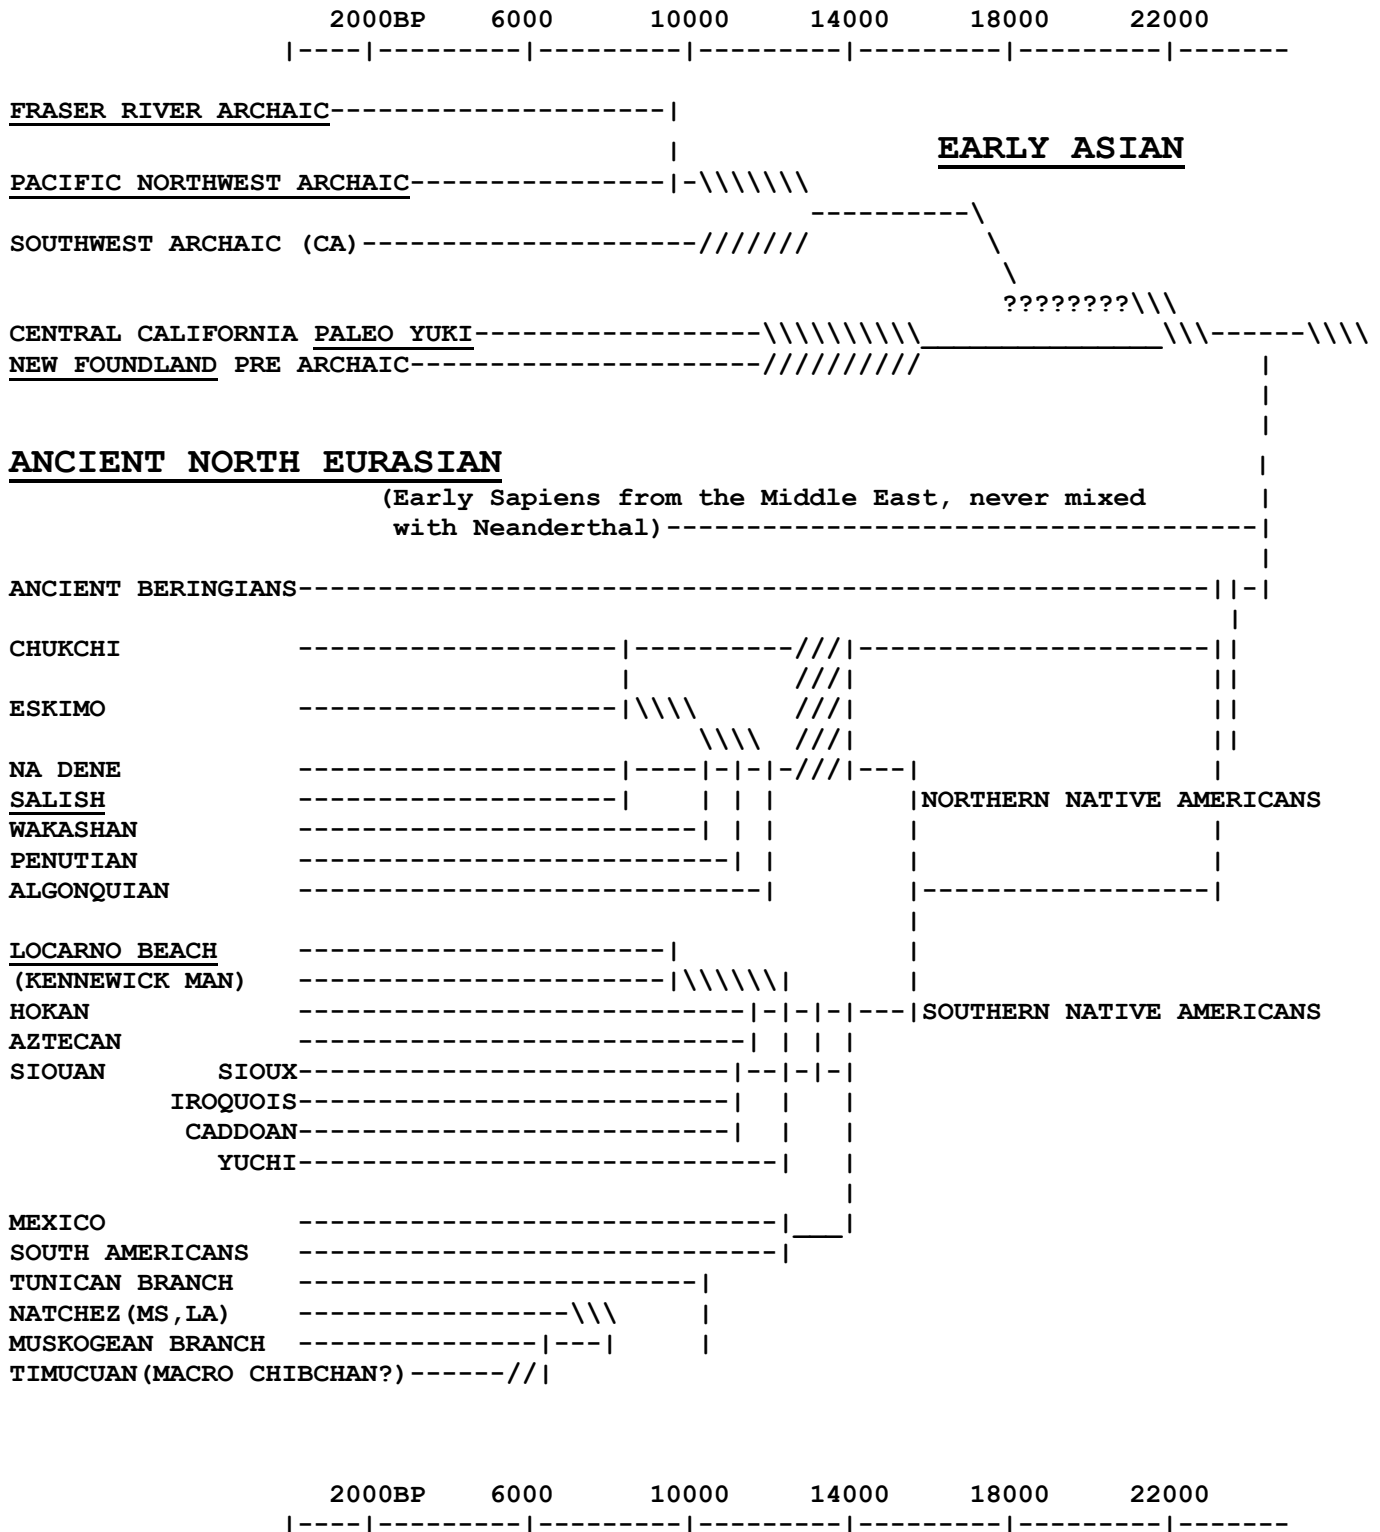 2000BP    6000      10000     14000     18000     22000
|----|---------|---------|---------|---------|---------|-------
FRASER RIVER ARCHAIC---------------------|
|                EARLY ASIAN
PACIFIC NORTHWEST ARCHAIC----------------|-\\\\\\\
----------\
SOUTHWEST ARCHAIC (CA)---------------------///////           \
\
????????\\\
CENTRAL CALIFORNIA PALEO YUKI------------------\\\\\\\\\\_______________\\\------\\\\
NEW FOUNDLAND PRE ARCHAIC----------------------//////////                     |
|
|
ANCIENT NORTH EURASIAN                                               |
(Early Sapiens from the Middle East, never mixed       |
with Neanderthal)-------------------------------------|
|
ANCIENT BERINGIANS---------------------------------------------------------||-|
|
CHUKCHI           --------------------|----------///|----------------------||
|          ///|                      ||
ESKIMO            --------------------|\\\\      ///|                      ||
\\\\  ///|                      ||
NA DENE           --------------------|----|-|-|-///|---|                  |
SALISH            --------------------|    | | |        |NORTHERN NATIVE AMERICANS
WAKASHAN          -------------------------| | |        |                  |
PENUTIAN          ---------------------------| |        |                  |
ALGONQUIAN        -----------------------------|        |------------------|
|
LOCARNO BEACH     -----------------------|              |
(KENNEWICK MAN)   -----------------------|\\\\\\|       |
HOKAN             ----------------------------|-|-|-|---|SOUTHERN NATIVE AMERICANS
AZTECAN           ----------------------------| | | |
SIOUAN       SIOUX---------------------------|--|-|-|
IROQUOIS---------------------------|  |   |
CADDOAN---------------------------|  |   |
YUCHI------------------------------|   |
|
MEXICO            ------------------------------|___|
SOUTH AMERICANS   ------------------------------|
TUNICAN BRANCH    -------------------------|
NATCHEZ(MS,LA)    -----------------\\\     |
MUSKOGEAN BRANCH  ---------------|---|     |
TIMUCUAN(MACRO CHIBCHAN?)------//|
2000BP    6000      10000     14000     18000     22000
|----|---------|---------|---------|---------|---------|-------